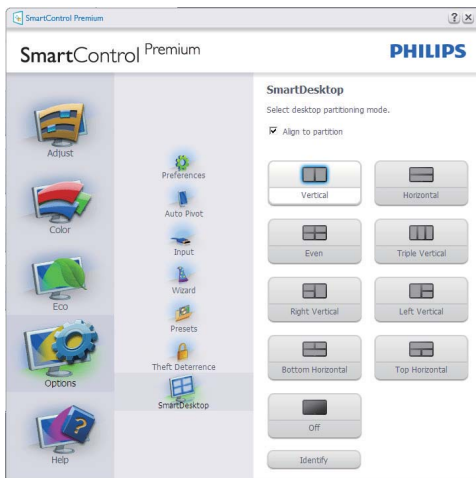 SmartControl Premium
SmartControl Premium
PHILIPS
Adjust
Color
Eco
Options
Help
Preferences
Auto Pivot
Input
Wizard
Presets
Theft Deterrence
SmartDesktop
SmartDesktop
Select desktop partitioning mode.
Align to partition
Vertical
Horizontal
Even
Triple Vertical
Right Vertical
Left Vertical
Bottom Horizontal
Top Horizontal
Off
Identify